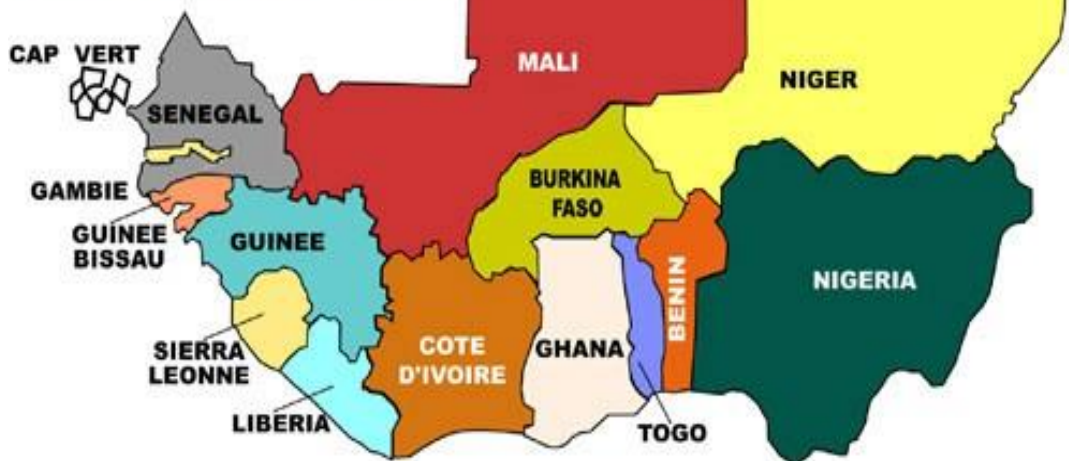 CAP VERT
MALI
NIGER
SENEGAL
BURKINA
FASO
GAMBIE
GUINEE
BISSAU
GUINEE
NIGERIA
BENIN
SIERRA
LEONNE
COTE
D'IVOIRE
GHANA
LIBERIA
TOGO